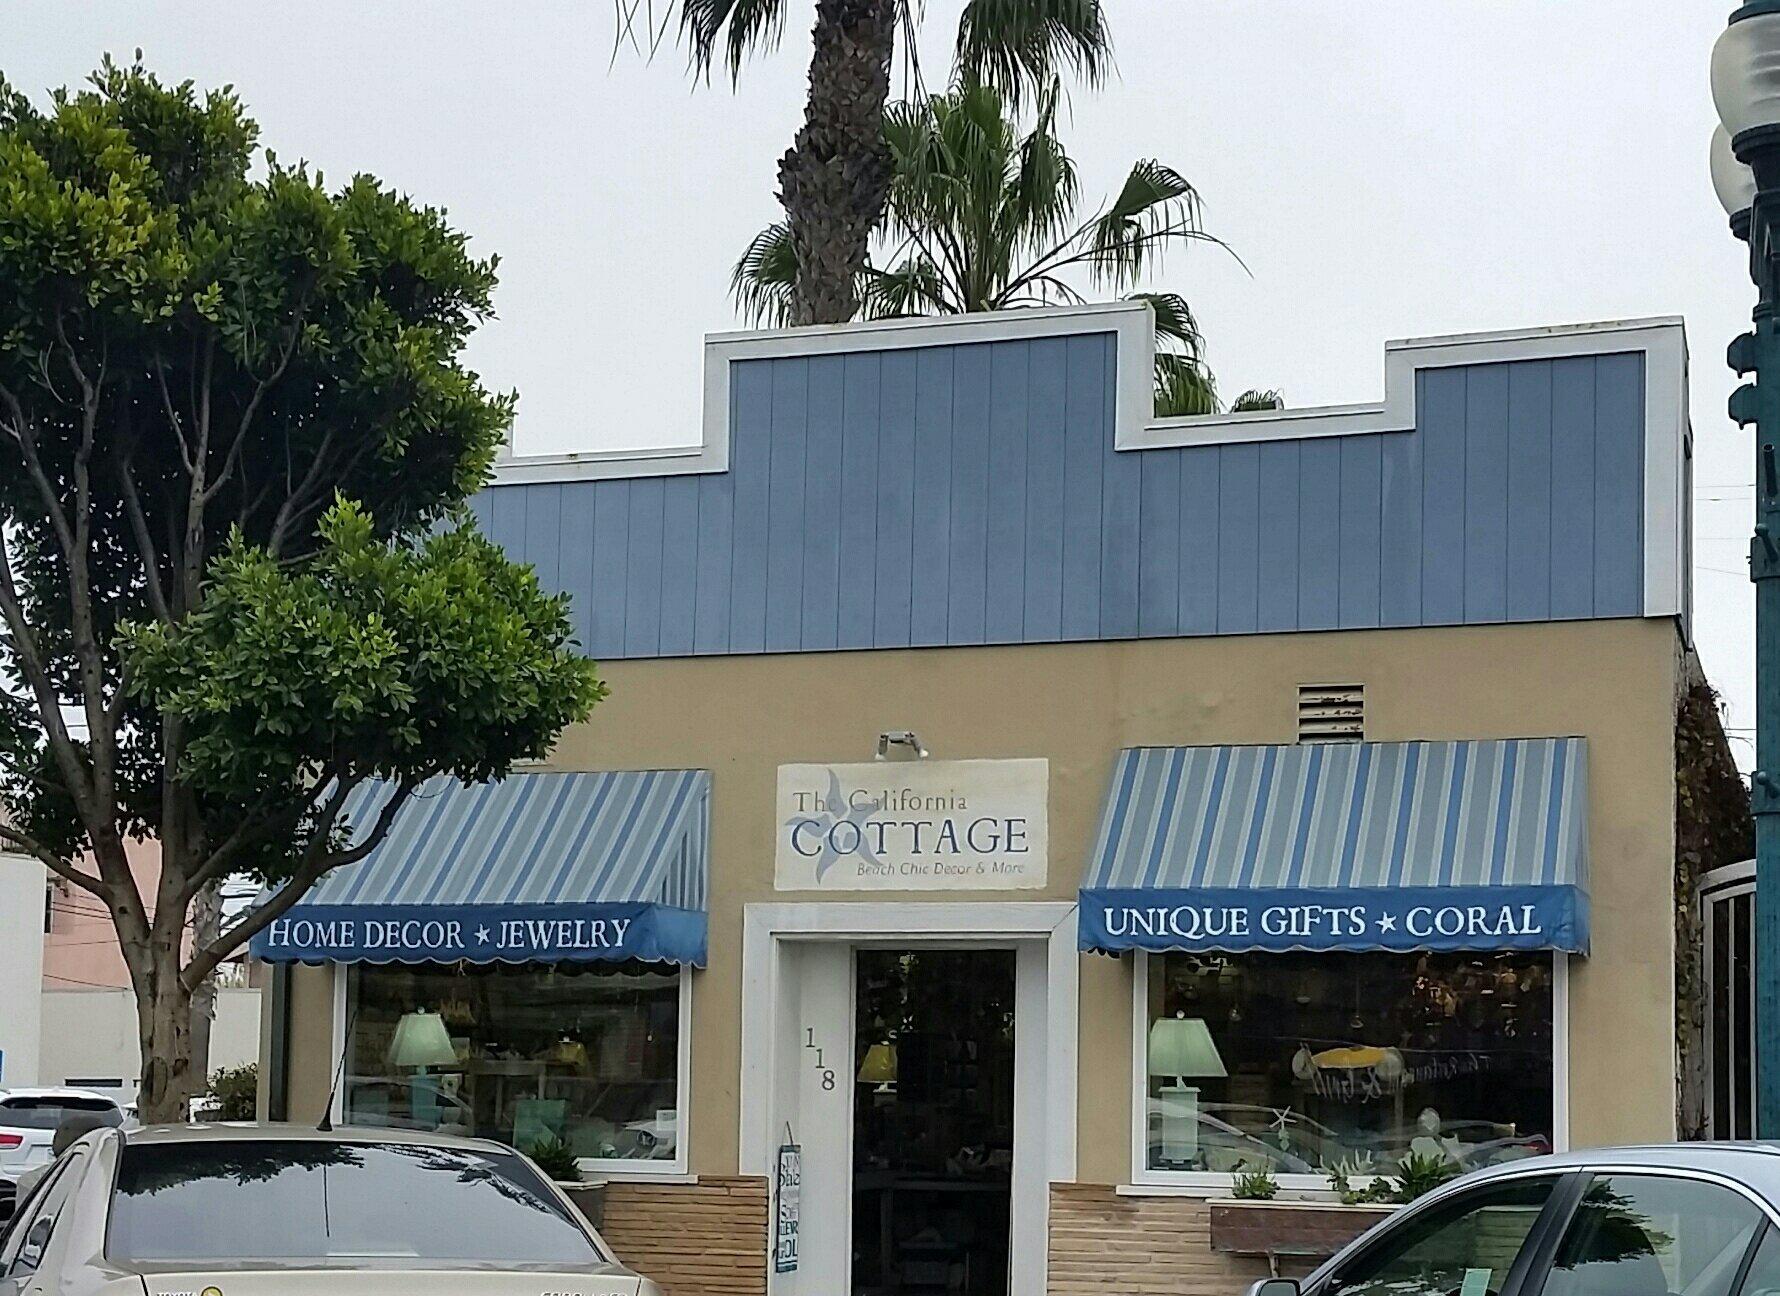 The California
COTTAGE
Beach Chic Decor & More
HOME DECOR ★ JEWELRY
UNIQUE GIFTS ★ CORAL
118